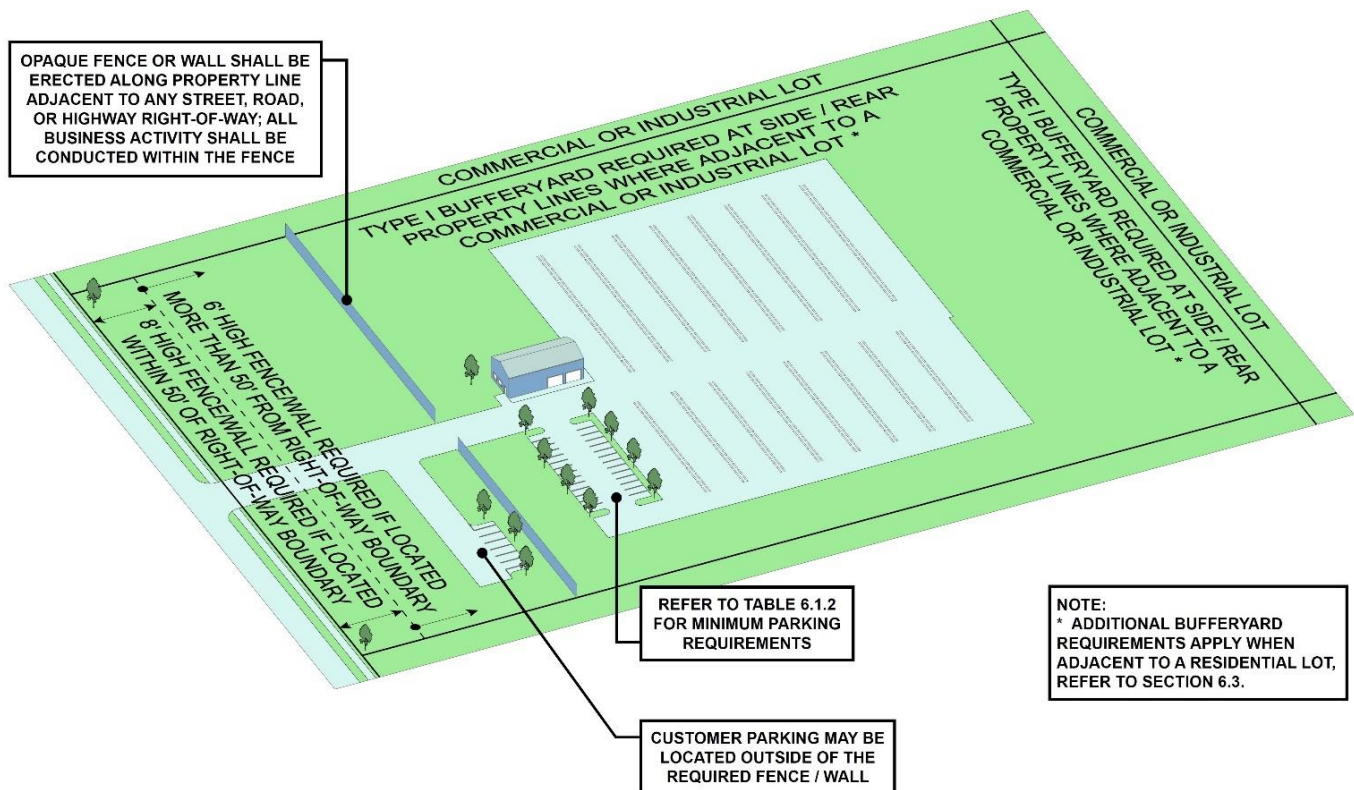 OPAQUE FENCE OR WALL SHALL BE
ERECTED ALONG PROPERTY LINE
ADJACENT TO ANY STREET, ROAD,
OR HIGHWAY RIGHT-OF-WAY; ALL
BUSINESS ACTIVITY SHALL BE
CONDUCTED WITHIN THE FENCE
COMMERCIAL OR INDUSTRIAL LOT
TYPE I BUFFERYARD REQUIRED AT SIDE / REAR
PROPERTY LINES WHERE ADJACENT TO A
COMMERCIAL OR INDUSTRIAL LOT *
COMMERCIAL OR INDUSTRIAL LOT
TYPE I BUFFERYARD REQUIRED AT SIDE / REAR
PROPERTY LINES WHERE ADJACENT TO A
COMMERCIAL OR INDUSTRIAL LOT *
6' HIGH FENCE/WALL REQUIRED IF LOCATED
MORE THAN 50' FROM RIGHT-OF-WAY BOUNDARY
8' HIGH FENCE/WALL REQUIRED IF LOCATED
WITHIN 50' OF RIGHT-OF-WAY BOUNDARY
REFER TO TABLE 6.1.2
FOR MINIMUM PARKING
REQUIREMENTS
NOTE:
* ADDITIONAL BUFFERYARD
REQUIREMENTS APPLY WHEN
ADJACENT TO A RESIDENTIAL LOT,
REFER TO SECTION 6.3.
CUSTOMER PARKING MAY BE
LOCATED OUTSIDE OF THE
REQUIRED FENCE / WALL